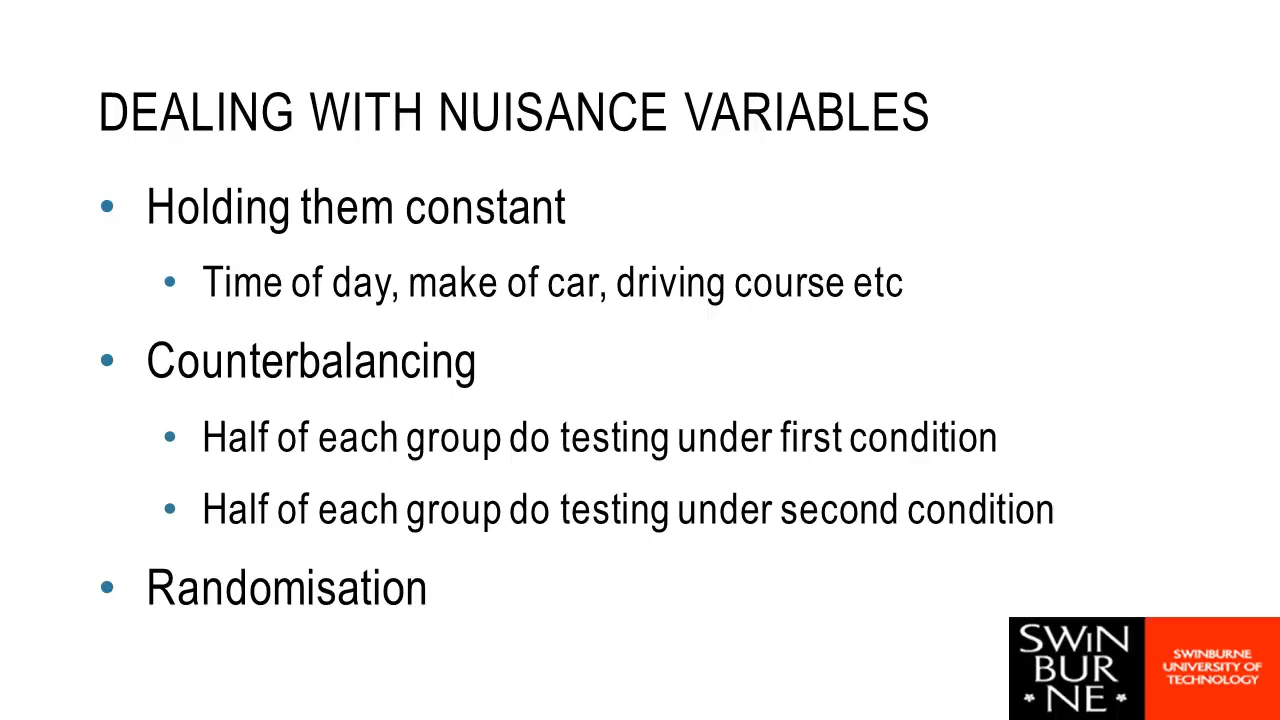 DEALING WITH NUISANCE VARIABLES
• Holding them constant
• Time of day, make of car, driving course etc
• Counterbalancing
• Half of each group do testing under first condition
• Half of each group do testing under second condition
• Randomisation
SWIN
BUR
* NE *
SWINBURNE
UNIVERSITY OF
TECHNOLOGY